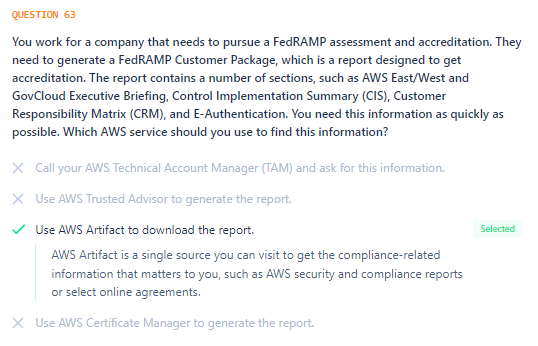 QUESTION 63
You work for a company that needs to pursue a FedRAMP assessment and accreditation. They
need to generate a FedRAMP Customer Package, which is a report designed to get
accreditation. The report contains a number of sections, such as AWS East/West and
GovCloud Executive Briefing, Control Implementation Summary (CIS), Customer
Responsibility Matrix (CRM), and E-Authentication. You need this information as quickly as
possible. Which AWS service should you use to find this information?
Call your AWS Technical Account Manager (TAM) and ask for this information.
Use AWS Trusted Advisor to generate the report.
Use AWS Artifact to download the report.
Selected
AWS Artifact is a single source you can visit to get the compliance-related
information that matters to you, such as AWS security and compliance reports
or select online agreements.
Use AWS Certificate Manager to generate the report.